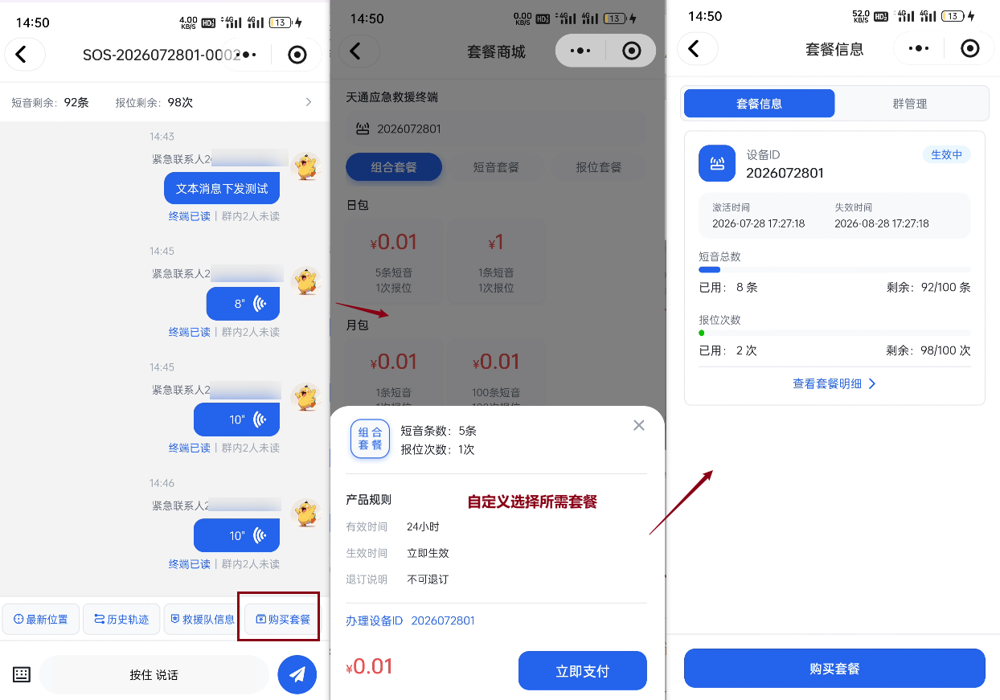 14:50
4.00 KB/S HD 4G 4G 13
SOS-2026072801-0002
短音剩余：92条 报位剩余：98次
14:43
紧急联系人2
文本消息下发测试
终端已读 | 群内2人未读
14:45
紧急联系人2
8"
终端已读 | 群内2人未读
14:45
紧急联系人2
10"
终端已读 | 群内2人未读
14:46
紧急联系人2
10"
终端已读 | 群内2人未读
最新位置 历史轨迹 救援队信息 购买套餐
按住 说话
14:50
0.00 KB/S HD 4G 4G 13
套餐商城
天通应急救援终端
2026072801
组合套餐 短音套餐 报位套餐
日包
¥0.01 ¥1
5条短音 1条短音
1次报位 1次报位
月包
¥0.01 ¥0.01
1条短音 100条短音
组合套餐
短音条数：5条
报位次数：1次
产品规则
自定义选择所需套餐
有效时间 24小时
生效时间 立即生效
退订说明 不可退订
办理设备ID 2026072801
¥0.01 立即支付
14:50
52.0 KB/S HD 4G 4G 13
套餐信息
套餐信息 群管理
设备ID
2026072801
生效中
激活时间 失效时间
2026-07-28 17:27:18 2026-08-28 17:27:18
短音总数
已用：8 条 剩余：92/100 条
报位次数
已用：2 次 剩余：98/100 次
查看套餐明细
购买套餐